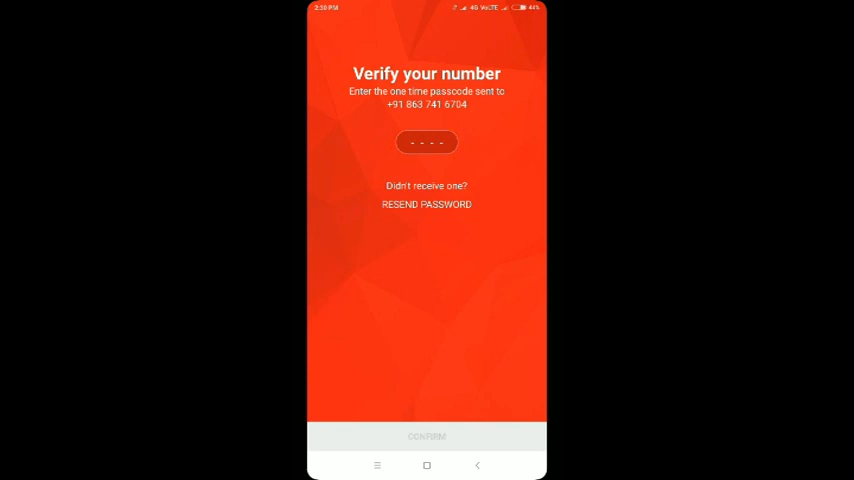 2:39 PM 4G VoLTE 44%
Verify your number
Enter the one time passcode sent to
+91 863 741 6704
- - - -
Didn't receive one?
RESEND PASSWORD
CONFIRM